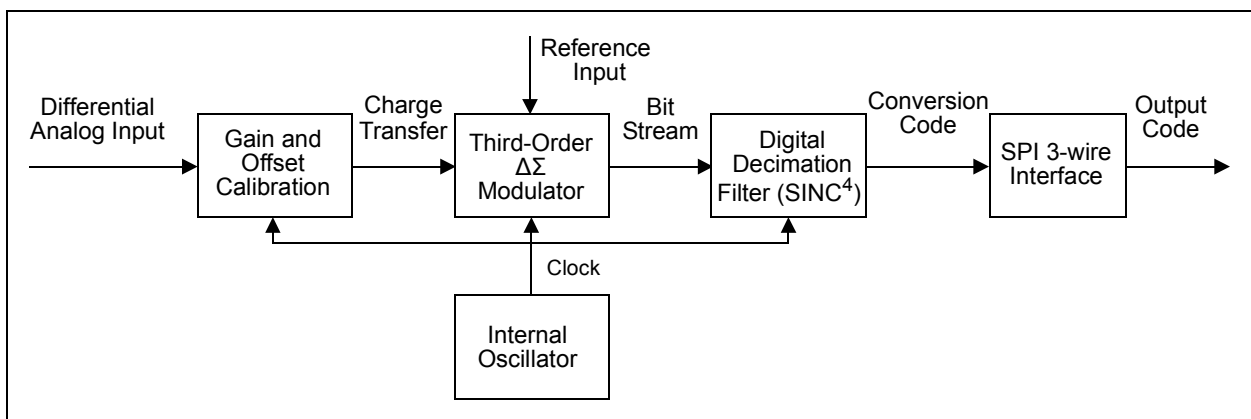 Reference
Input
Differential
Analog Input
Charge
Transfer
Bit
Stream
Conversion
Code
Output
Code
Gain and
Offset
Calibration
Third-Order
ΔΣ
Modulator
Digital
Decimation
Filter (SINC⁴)
SPI 3-wire
Interface
Clock
Internal
Oscillator